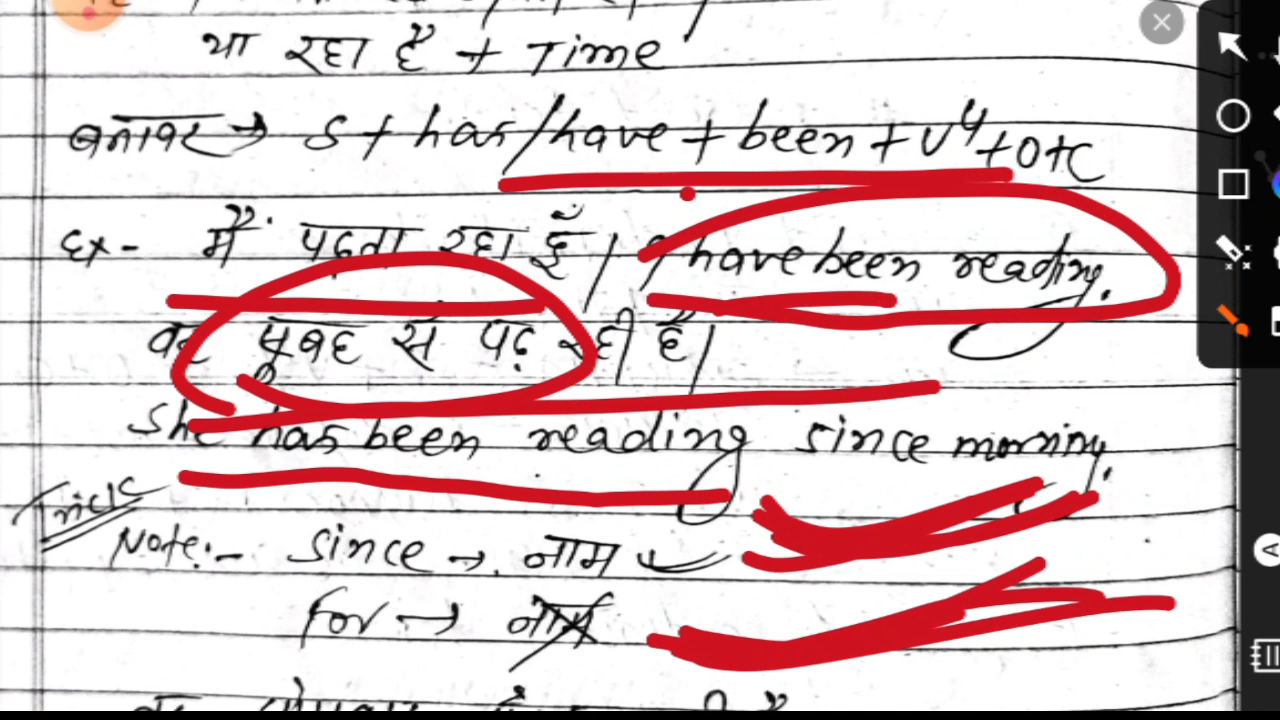 या रहा है + Time
बनावट → S + has/have + been + V⁴ + O + C
Ex - मैं पढ़ता रहा हूँ। I have been reading.
वह सुबह से पढ़ रही है।
She has been reading since morning.
Note:- Since → नाम
For → नाम